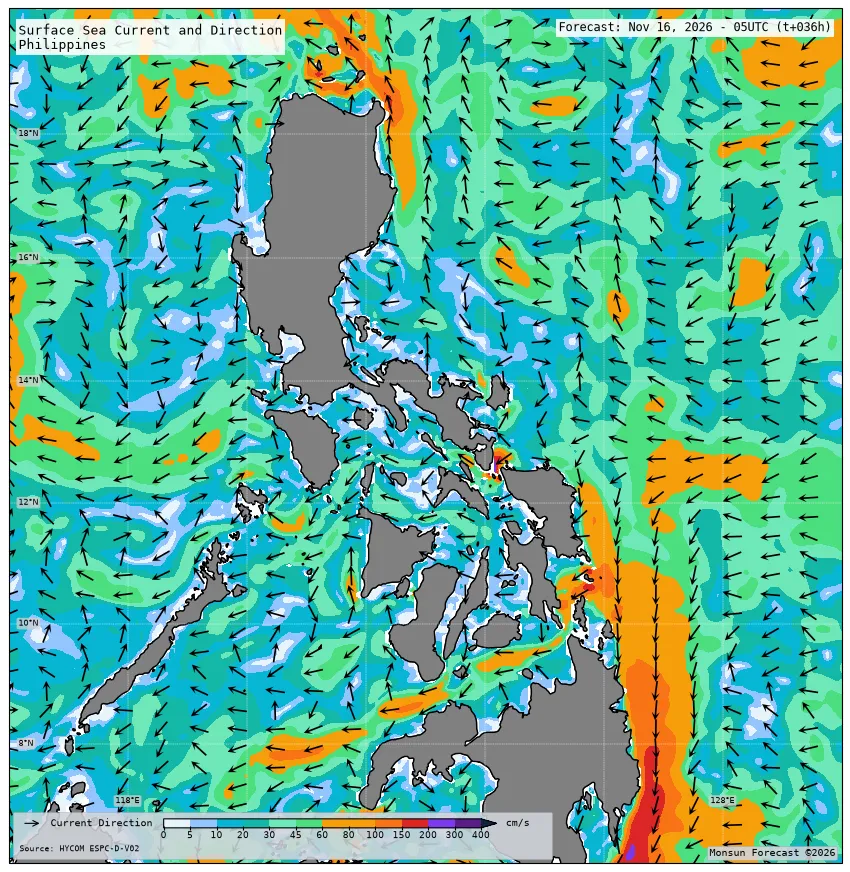 Surface Sea Current and Direction
Philippines
Forecast: Nov 16, 2026 - 05UTC (t+036h)
18°N
16°N
14°N
12°N
10°N
8°N
118°E
128°E
Current Direction
0 5 10 20 30 45 60 80 100 150 200 300 400 cm/s
Source: HYCOM ESPC-D-V02
Monsun Forecast ©2026